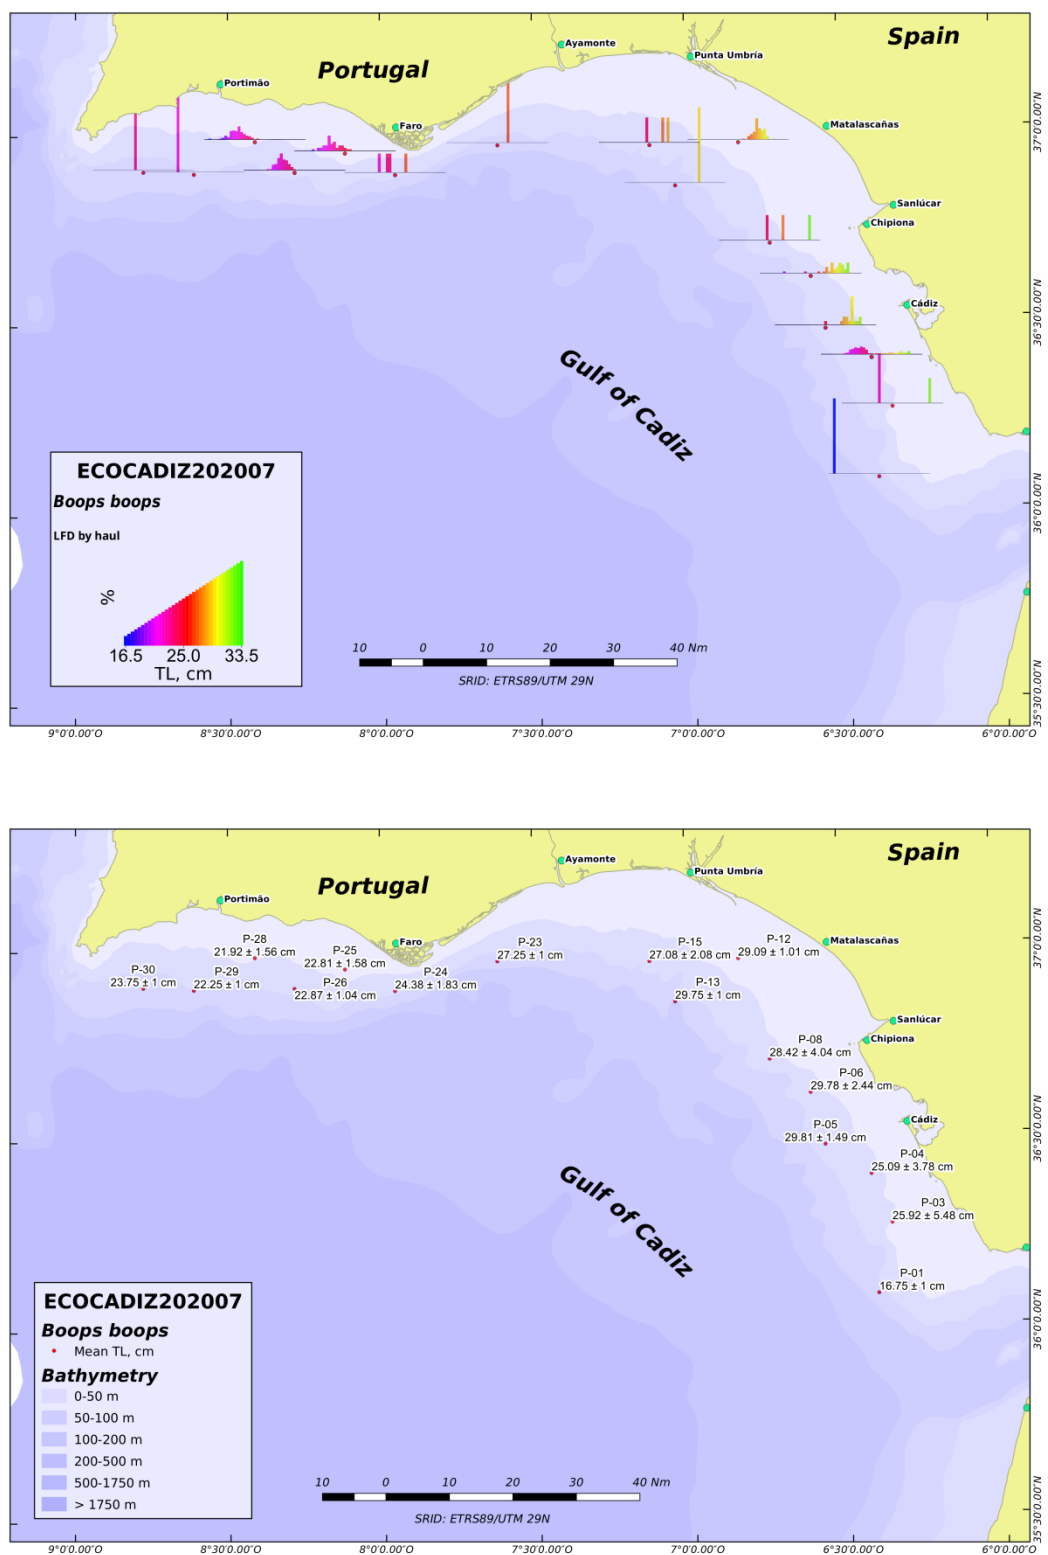 Spain
Portugal
Ayamonte
Punta Umbría
Portimão
Faro
Matalascañas
Sanlúcar
Chipiona
Cádiz
Gulf of Cadiz
37°0'0.00"N
36°30'0.00"N
36°0'0.00"N
35°30'0.00"N
ECOCADIZ202007
Boops boops
LFD by haul
%
16.5 25.0 33.5
TL, cm
10 0 10 20 30 40 Nm
SRID: ETRS89/UTM 29N
9°0'0.00"O 8°30'0.00"O 8°0'0.00"O 7°30'0.00"O 7°0'0.00"O 6°30'0.00"O 6°0'0.00"O
Spain
Portugal
Ayamonte
Punta Umbría
Portimão
Faro
Matalascañas
P-28
21.92 ± 1.56 cm
P-25
22.81 ± 1.58 cm
P-23
27.25 ± 1 cm
P-15
27.08 ± 2.08 cm
P-12
29.09 ± 1.01 cm
P-30
23.75 ± 1 cm
P-29
22.25 ± 1 cm
P-26
22.87 ± 1.04 cm
P-24
24.38 ± 1.83 cm
P-13
29.75 ± 1 cm
Sanlúcar
Chipiona
P-08
28.42 ± 4.04 cm
P-06
29.78 ± 2.44 cm
Cádiz
P-05
29.81 ± 1.49 cm
P-04
25.09 ± 3.78 cm
P-03
25.92 ± 5.48 cm
P-01
16.75 ± 1 cm
Gulf of Cadiz
37°0'0.00"N
36°30'0.00"N
36°0'0.00"N
35°30'0.00"N
ECOCADIZ202007
Boops boops
Mean TL, cm
Bathymetry
0-50 m
50-100 m
100-200 m
200-500 m
500-1750 m
> 1750 m
10 0 10 20 30 40 Nm
SRID: ETRS89/UTM 29N
9°0'0.00"O 8°30'0.00"O 8°0'0.00"O 7°30'0.00"O 7°0'0.00"O 6°30'0.00"O 6°0'0.00"O